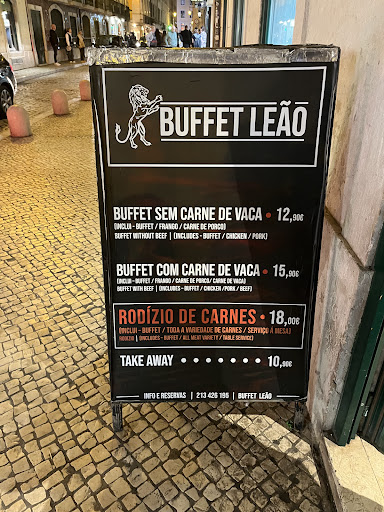 BUFFET LEÃO
BUFFET SEM CARNE DE VACA • 12,90€
(INCLUI - BUFFET / FRANGO / CARNE DE PORCO)
BUFFET WITHOUT BEEF | (INCLUDES - BUFFET / CHICKEN / PORK)
BUFFET COM CARNE DE VACA • 15,90€
(INCLUI - BUFFET / FRANGO / CARNE DE PORCO/ CARNE DE VACA)
BUFFET WITH BEEF | (INCLUDES - BUFFET / CHICKEN /PORK / BEEF)
RODÍZIO DE CARNES • 18,00€
(INCLUI - BUFFET / TODA A VARIEDADE DE CARNES / SERVIÇO À MESA)
RODIZIO | (INCLUDES - BUFFET / ALL MEAT VARIETY / TABLE SERVICE)
TAKE AWAY • • • • • • • 10,90€
INFO E RESERVAS | 213 426 195 | BUFFET LEÃO